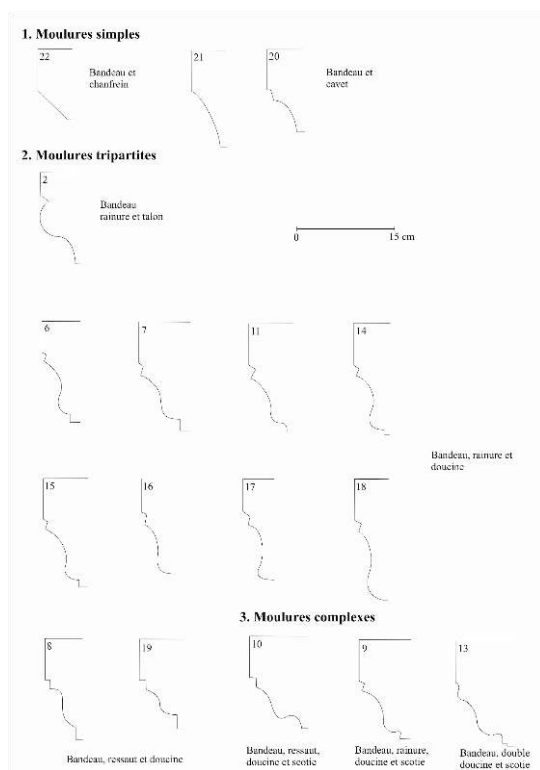 1. Moulures simples
22
Bandeau et
chanfrein
21
20
Bandeau et
cavet
2. Moulures tripartites
2
Bandeau
rainure et talon
0
15 cm
6
7
11
14
Bandeau, rainure et
doucine
15
16
17
18
3. Moulures complexes
8
19
10
9
13
Bandeau, ressaut et doucine
Bandeau, ressaut,
doucine et scotie
Bandeau, rainure,
doucine et scotie
Bandeau, double
doucine et scotie